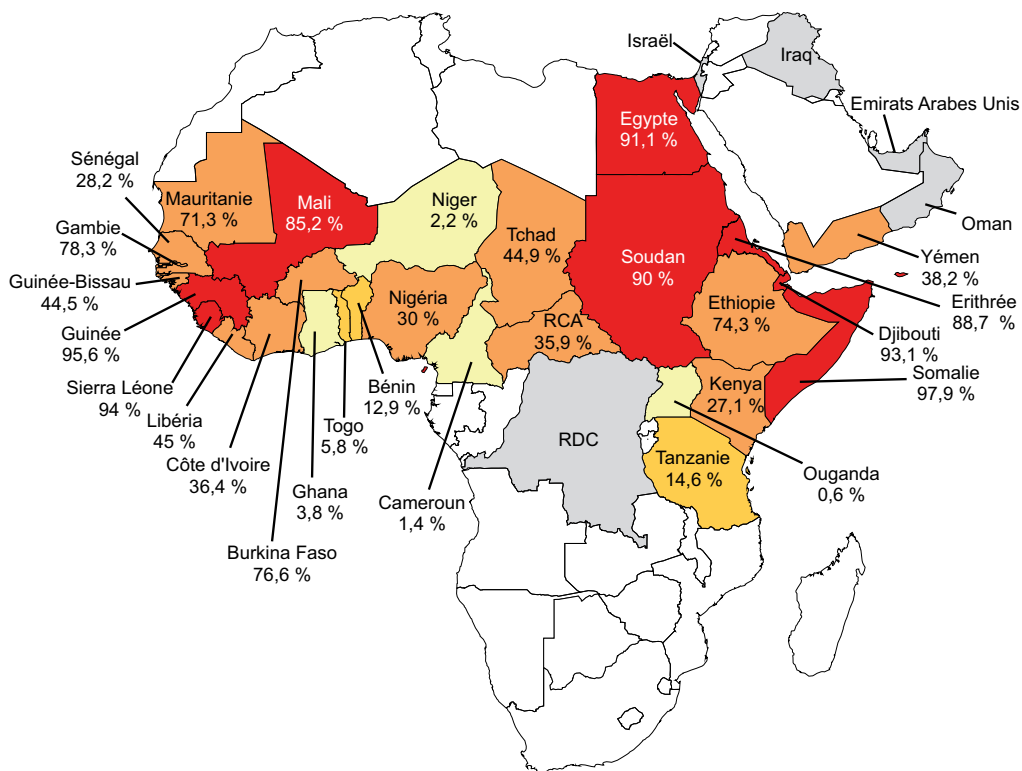 Israël
Iraq
Emirats Arabes Unis
Oman
Egypte
91,1 %
Sénégal
28,2 %
Mauritanie
71,3 %
Mali
85,2 %
Niger
2,2 %
Tchad
44,9 %
Soudan
90 %
Yémen
38,2 %
Gambie
78,3 %
Guinée-Bissau
44,5 %
Guinée
95,6 %
Sierra Léone
94 %
Libéria
45 %
Côte d'Ivoire
36,4 %
Burkina Faso
76,6 %
Ghana
3,8 %
Togo
5,8 %
Bénin
12,9 %
Nigéria
30 %
Cameroun
1,4 %
RCA
35,9 %
Ethiopie
74,3 %
Erithrée
88,7 %
Djibouti
93,1 %
Somalie
97,9 %
Kenya
27,1 %
RDC
Tanzanie
14,6 %
Ouganda
0,6 %